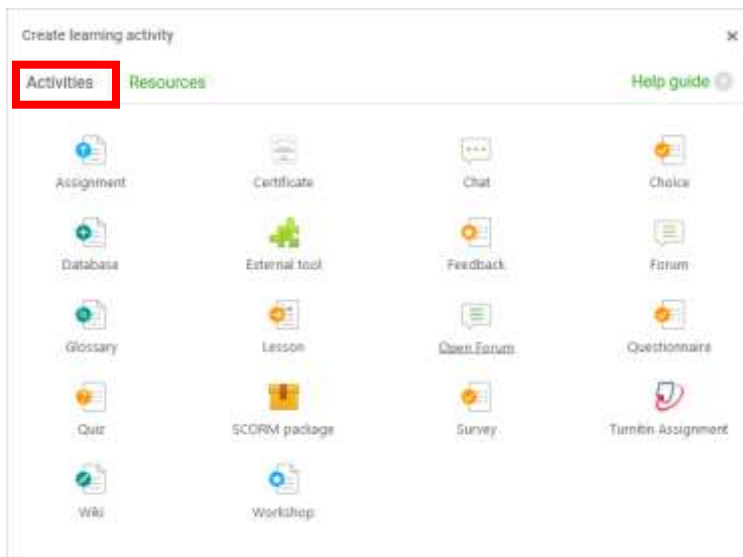 Create learning activity
Activities Resources Help guide
Assignment Certificate Chat Choice
Database External tool Feedback Forum
Glossary Lesson Open Forum Questionnaire
Quiz SCORM package Survey Turnitin Assignment
Wiki Workshop